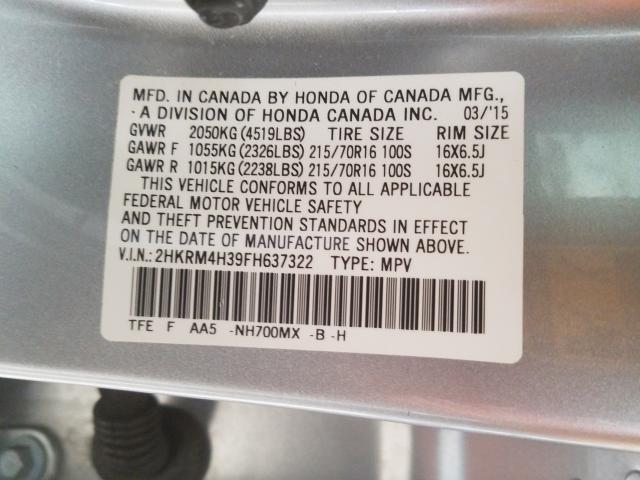 MFD. IN CANADA BY HONDA OF CANADA MFG.,
A DIVISION OF HONDA CANADA INC. 03/'15
GVWR 2050KG(4519LBS) TIRE SIZE RIM SIZE
GAWR F 1055KG(2326LBS) 215/70R16 100S 16X6.5J
GAWR R 1015KG(2238LBS) 215/70R16 100S 16X6.5J
THIS VEHICLE CONFORMS TO ALL APPLICABLE
FEDERAL MOTOR VEHICLE SAFETY
AND THEFT PREVENTION STANDARDS IN EFFECT
ON THE DATE OF MANUFACTURE SHOWN ABOVE.
V.I.N.: 2HKRM4H39FH637322 TYPE: MPV
TFE F AA5 -NH700MX -B -H